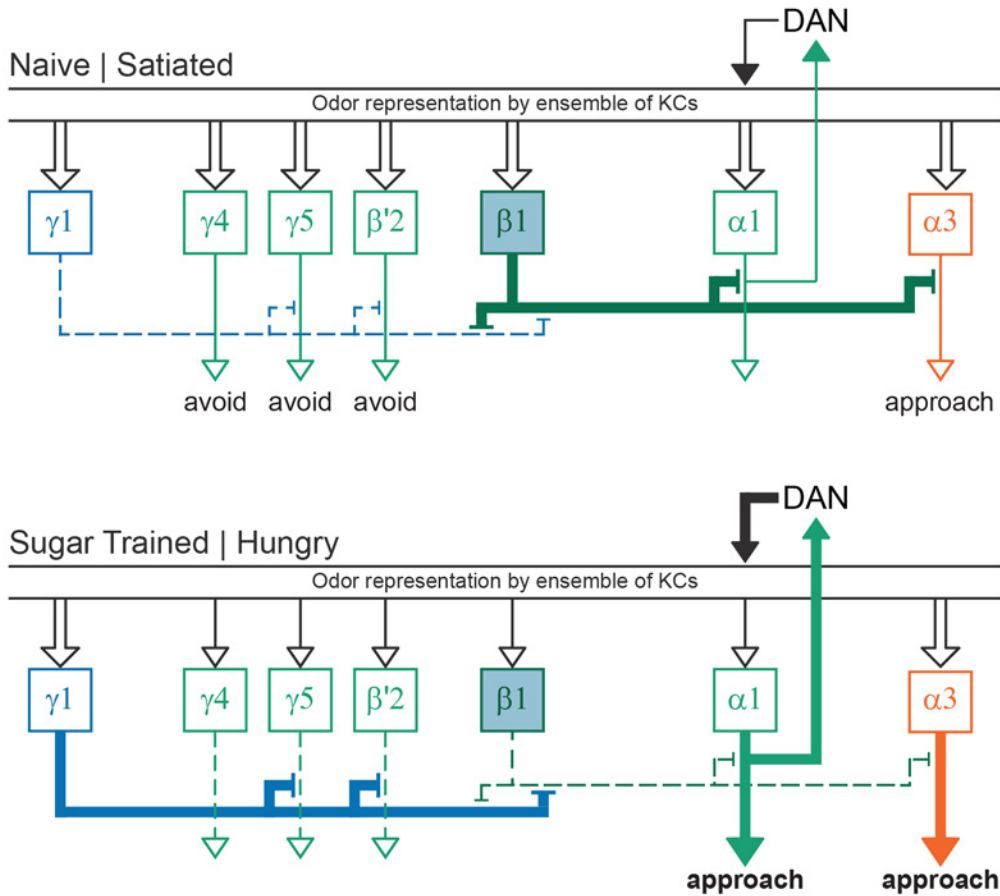 DAN
Naive | Satiated
Odor representation by ensemble of KCs
γ1 γ4 γ5 β'2 β1 α1 α3
avoid avoid avoid approach
DAN
Sugar Trained | Hungry
Odor representation by ensemble of KCs
γ1 γ4 γ5 β'2 β1 α1 α3
approach approach